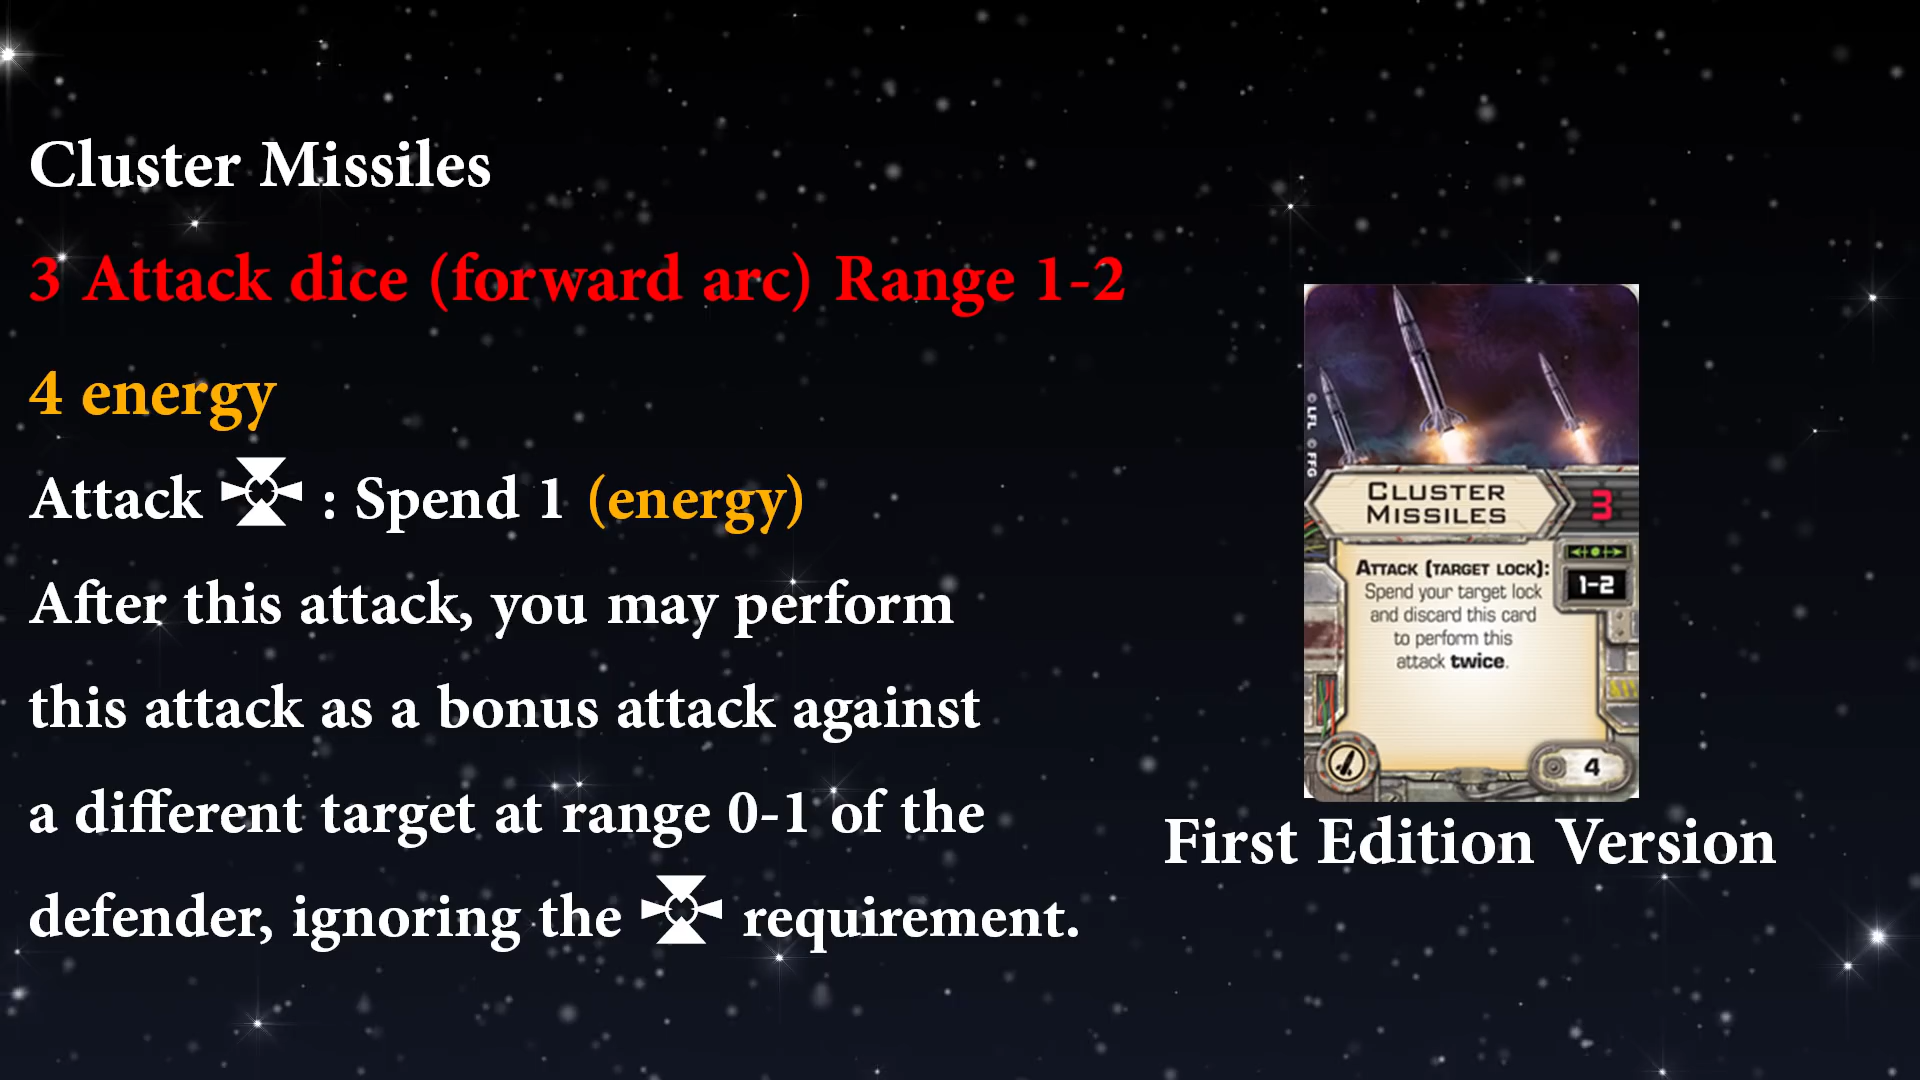 Cluster Missiles
3 Attack dice (forward arc) Range 1-2
4 energy
Attack : Spend 1 (energy)
After this attack, you may perform
this attack as a bonus attack against
a different target at range 0-1 of the
defender, ignoring the requirement.
© LFL © FFG
CLUSTER
MISSILES
3
ATTACK (TARGET LOCK):
1-2
Spend your target lock
and discard this card
to perform this
attack twice.
4
First Edition Version